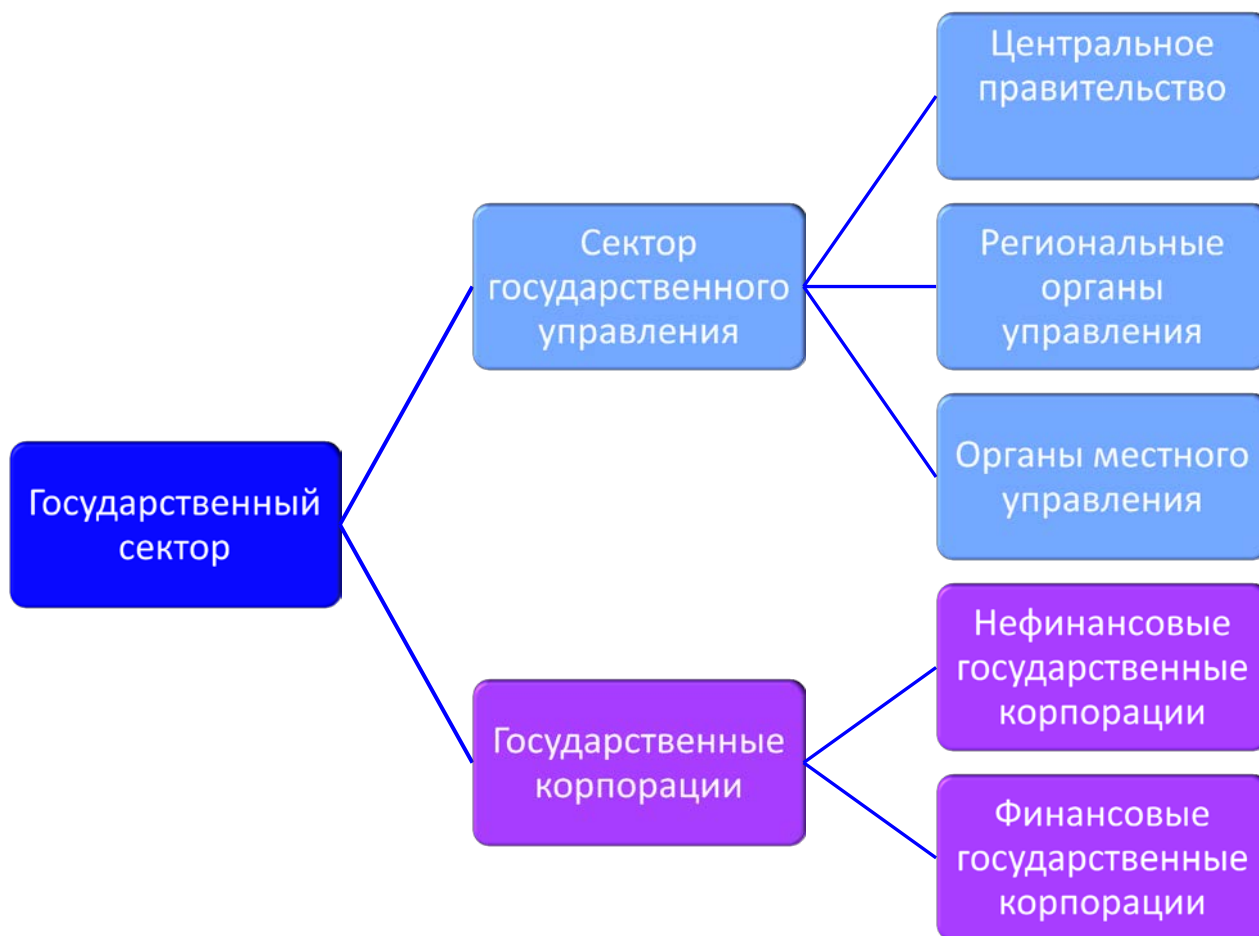 Центральное
правительство
Сектор
государственного
управления
Региональные
органы
управления
Органы местного
управления
Государственный
сектор
Нефинансовые
государственные
корпорации
Государственные
корпорации
Финансовые
государственные
корпорации